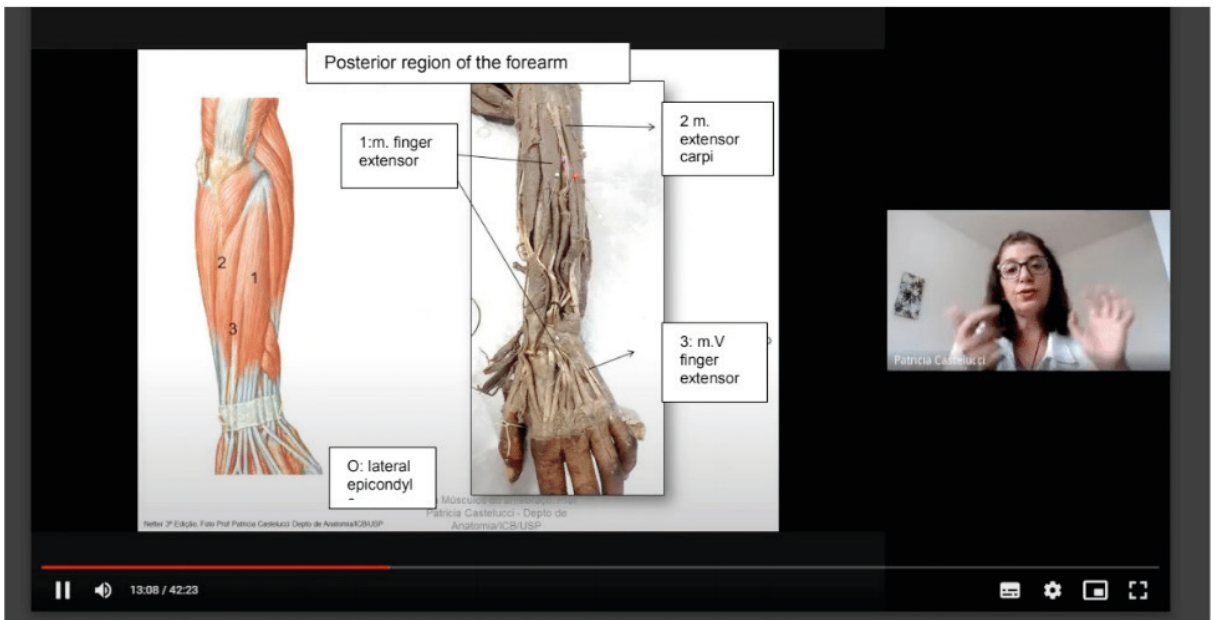 Posterior region of the forearm
1:m. finger
extensor
2 m.
extensor
carpi
2
1
3
3: m.V
finger
extensor
O: lateral
epicondyl
Músculos
Patricia Castelucci - Depto de
Anatomia/ICB/USP
Netter 3ª Edição, Foto Prof Patricia Castelucci Depto de Anatomia/ICB/USP
Patricia Castelucci
13:08 / 42:23